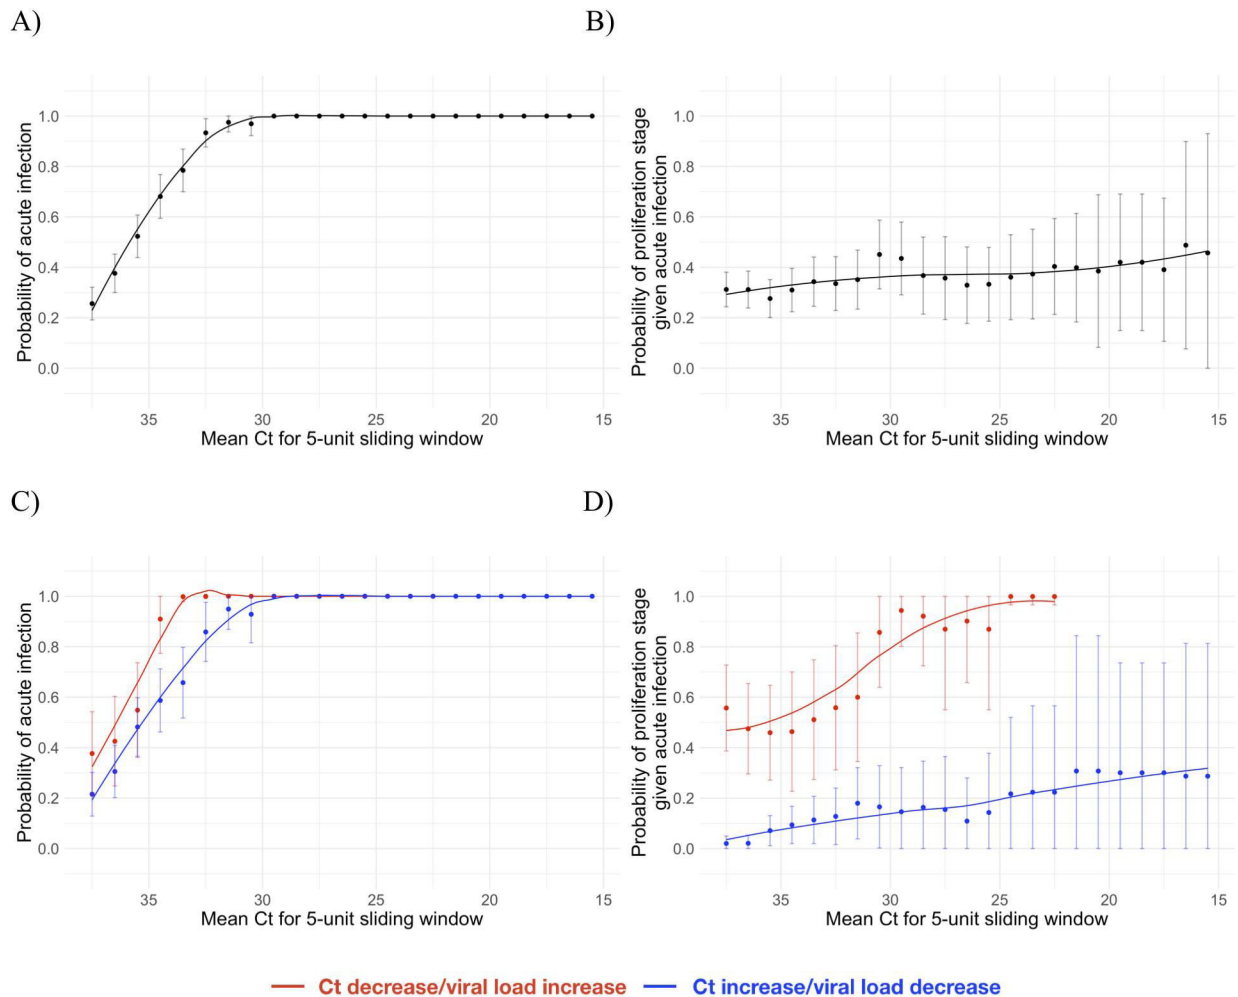 A)
B)
Probability of acute infection
1.0
0.8
0.6
0.4
0.2
0.0
35
30
25
20
15
Mean Ct for 5-unit sliding window
Probability of proliferation stage
given acute infection
1.0
0.8
0.6
0.4
0.2
0.0
35
30
25
20
15
Mean Ct for 5-unit sliding window
C)
D)
Probability of acute infection
1.0
0.8
0.6
0.4
0.2
0.0
35
30
25
20
15
Mean Ct for 5-unit sliding window
Probability of proliferation stage
given acute infection
1.0
0.8
0.6
0.4
0.2
0.0
35
30
25
20
15
Mean Ct for 5-unit sliding window
Ct decrease/viral load increase
Ct increase/viral load decrease